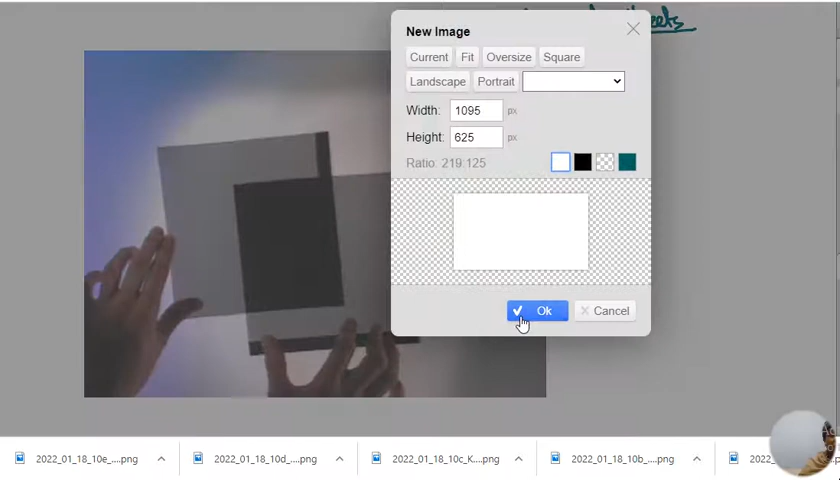 New Image
Current Fit Oversize Square
Landscape Portrait
Width: 1095 px
Height: 625 px
Ratio: 219:125
Ok Cancel
2022_01_18_10e_....png 2022_01_18_10d_....png 2022_01_18_10c_K....png 2022_01_18_10b_....png